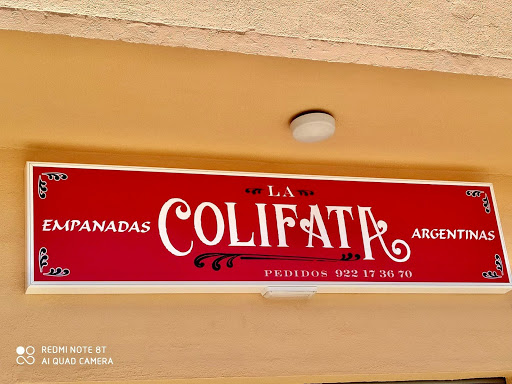 LA
EMPANADAS COLIFATA ARGENTINAS
PEDIDOS 922 17 36 70
REDMI NOTE 8T
AI QUAD CAMERA